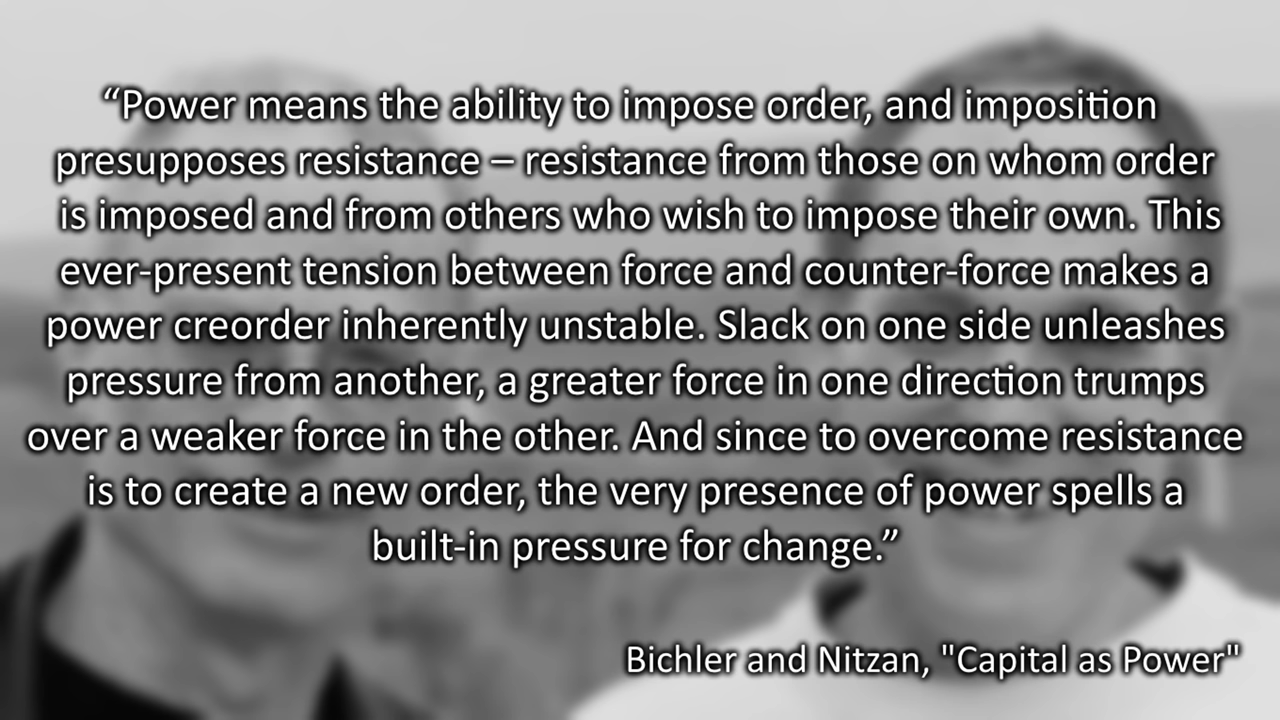 “Power means the ability to impose order, and imposition
presupposes resistance – resistance from those on whom order
is imposed and from others who wish to impose their own. This
ever-present tension between force and counter-force makes a
power creorder inherently unstable. Slack on one side unleashes
pressure from another, a greater force in one direction trumps
over a weaker force in the other. And since to overcome resistance
is to create a new order, the very presence of power spells a
built-in pressure for change.”
Bichler and Nitzan, "Capital as Power"